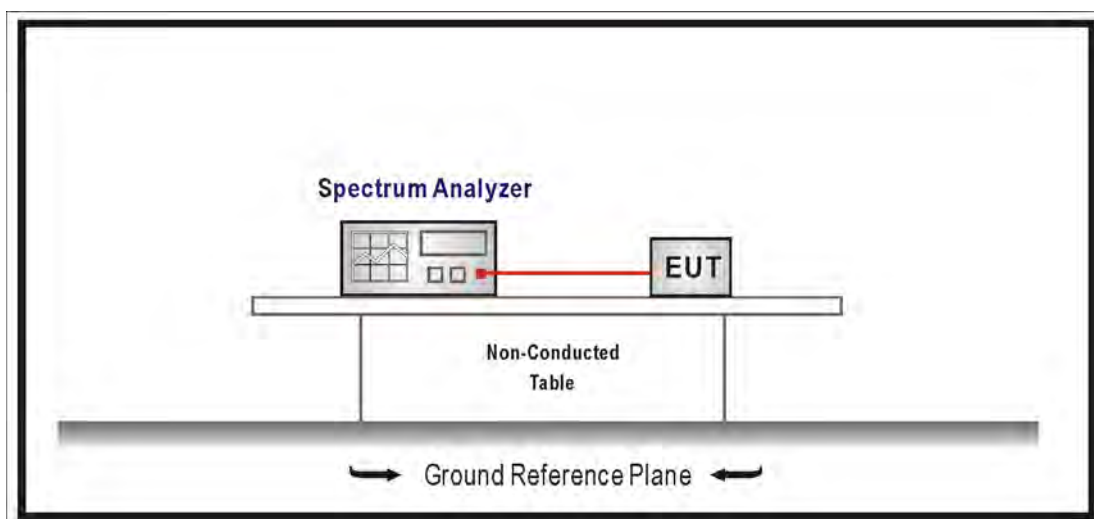 Spectrum Analyzer
EUT
Non-Conducted
Table
Ground Reference Plane